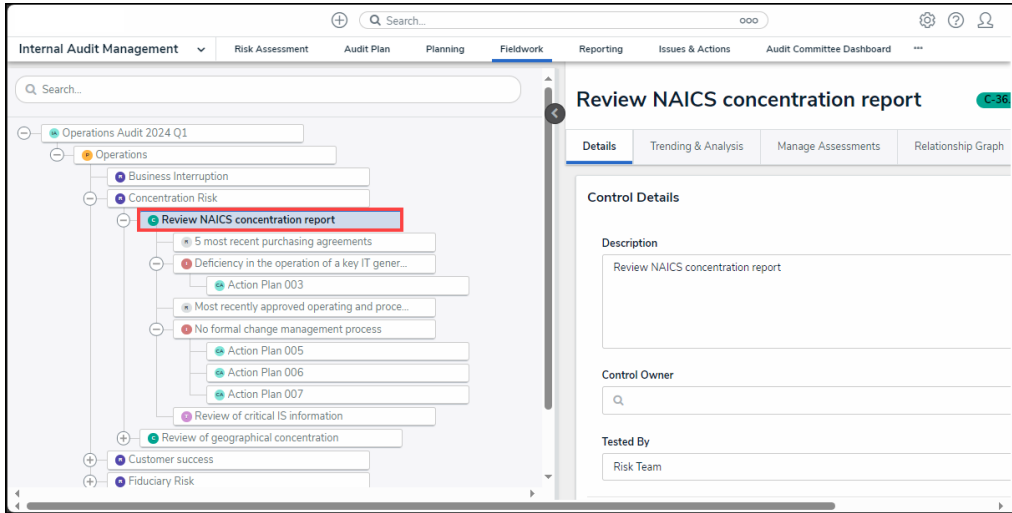 Search...
Internal Audit Management
Risk Assessment
Audit Plan
Planning
Fieldwork
Reporting
Issues & Actions
Audit Committee Dashboard
Search...
Operations Audit 2024 Q1
Operations
Business Interruption
Concentration Risk
Review NAICS concentration report
5 most recent purchasing agreements
Deficiency in the operation of a key IT gener...
Action Plan 003
Most recently approved operating and proce...
No formal change management process
Action Plan 005
Action Plan 006
Action Plan 007
Review of critical IS information
Review of geographical concentration
Customer success
Fiduciary Risk
Review NAICS concentration report
C-36.
Details
Trending & Analysis
Manage Assessments
Relationship Graph
Control Details
Description
Review NAICS concentration report
Control Owner
Tested By
Risk Team